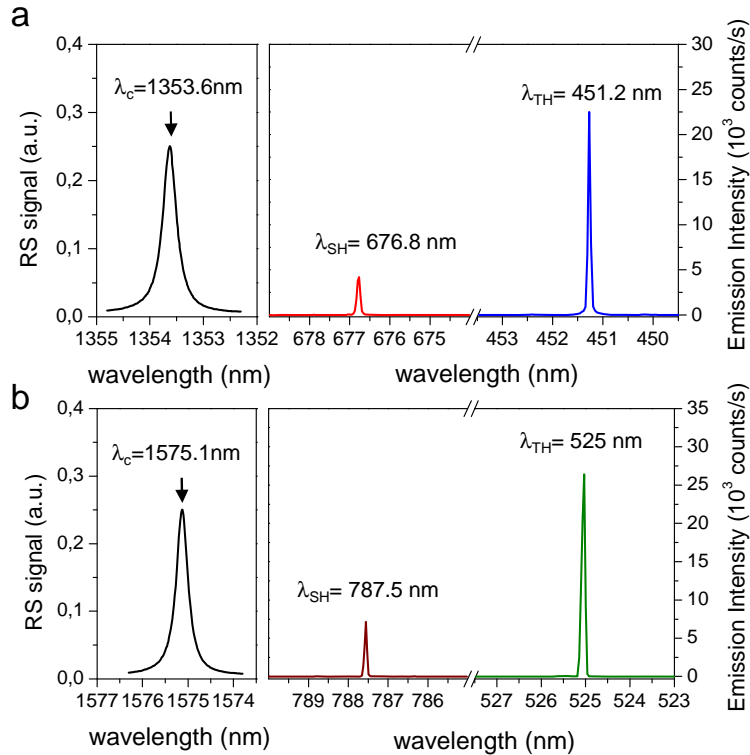 a
0,4
0,3
0,2
0,1
0,0
RS signal (a.u.)
λc=1353.6nm
1355 1354 1353 1352
wavelength (nm)
λSH= 676.8 nm
λTH= 451.2 nm
678 677 676 675 453 452 451 450
wavelength (nm)
30
25
20
15
10
5
0
Emission Intensity (10³ counts/s)
b
0,4
0,3
0,2
0,1
0,0
RS signal (a.u.)
λc=1575.1nm
1577 1576 1575 1574
wavelength (nm)
λSH= 787.5 nm
λTH= 525 nm
789 788 787 786 527 526 525 524 523
wavelength (nm)
35
30
25
20
15
10
5
0
Emission Intensity (10³ counts/s)